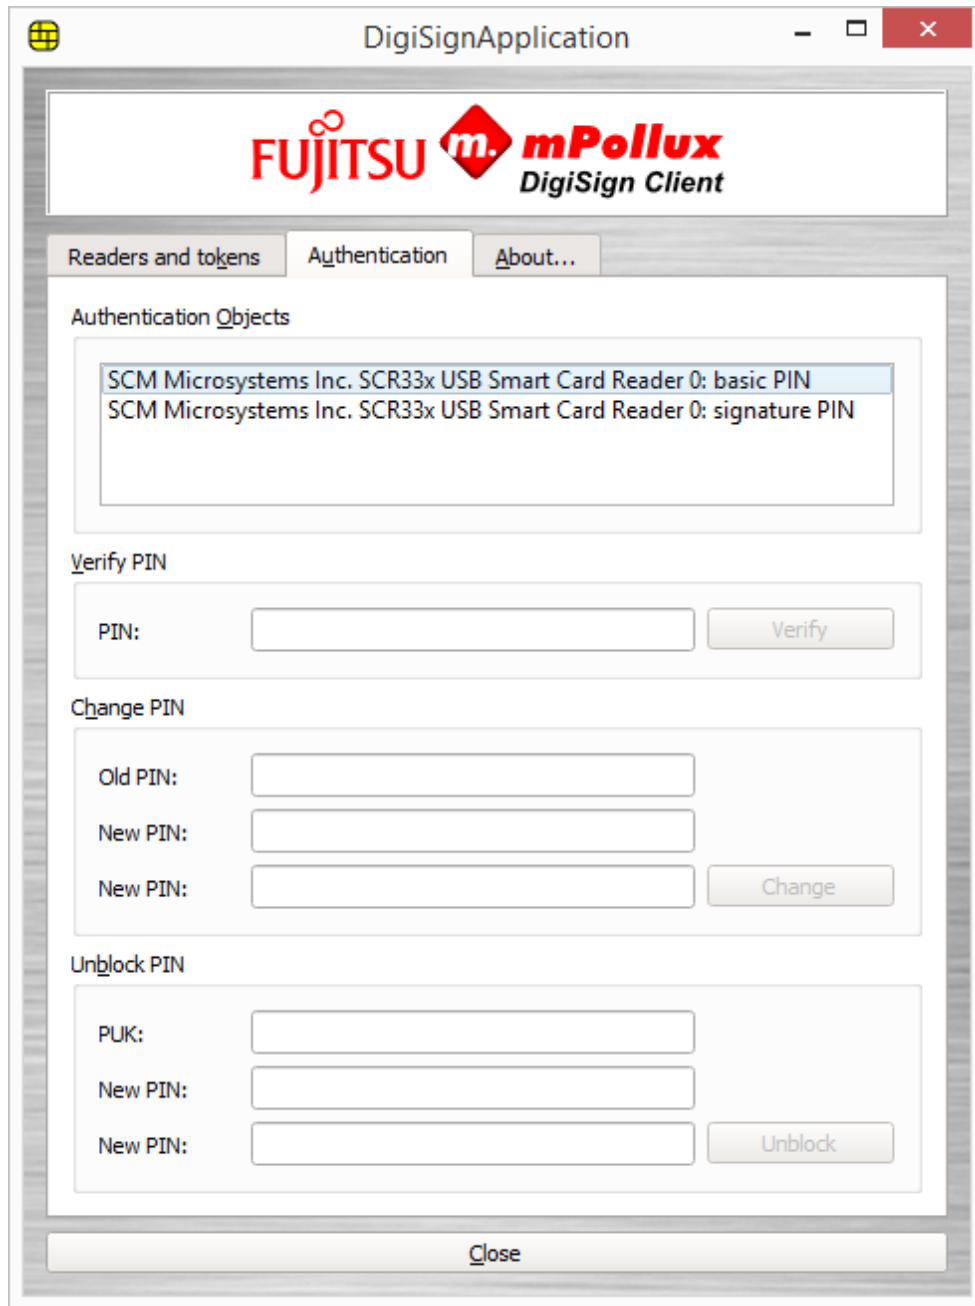 DigiSignApplication
FUJITSU m. mPollux
DigiSign Client
Readers and tokens Authentication About...
Authentication Objects
SCM Microsystems Inc. SCR33x USB Smart Card Reader 0: basic PIN
SCM Microsystems Inc. SCR33x USB Smart Card Reader 0: signature PIN
Verify PIN
PIN: Verify
Change PIN
Old PIN:
New PIN:
New PIN: Change
Unblock PIN
PUK:
New PIN:
New PIN: Unblock
Close